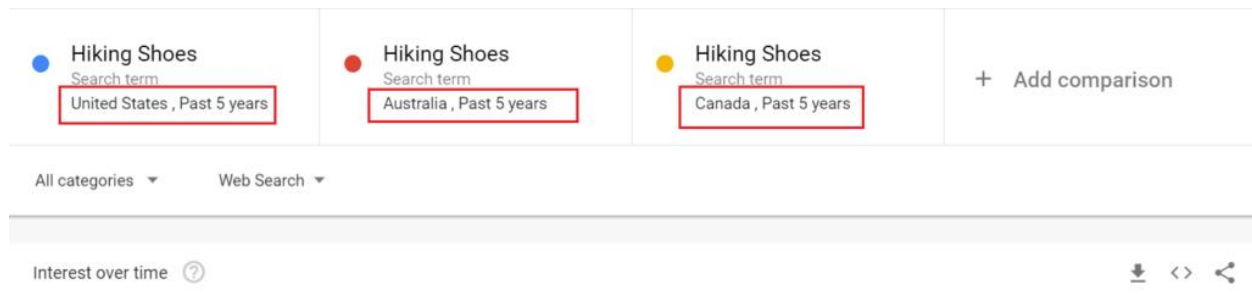 Hiking Shoes
Search term
United States , Past 5 years
Hiking Shoes
Search term
Australia , Past 5 years
Hiking Shoes
Search term
Canada , Past 5 years
+ Add comparison
All categories
Web Search
Interest over time ?